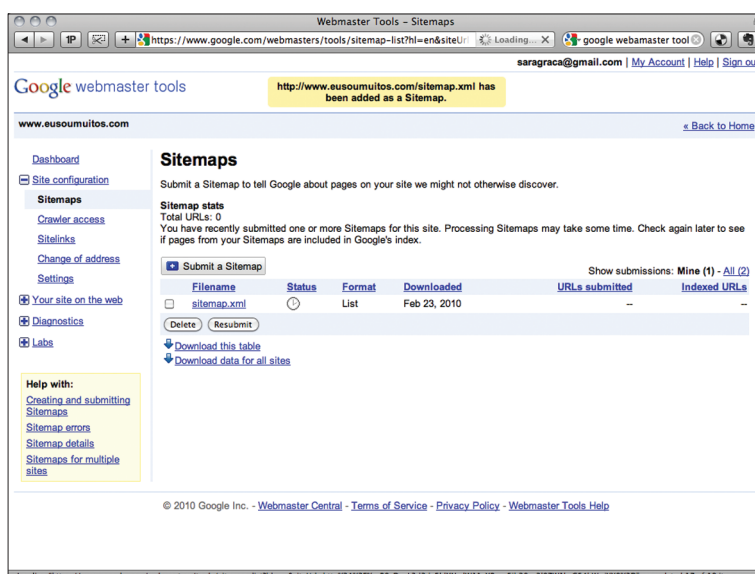 Webmaster Tools – Sitemaps
1P
https://www.google.com/webmasters/tools/sitemap-list?hl=en&siteUr
Loading...
google webamaster tool
saragraca@gmail.com | My Account | Help | Sign ou
Google webmaster tools
http://www.eusoumuitos.com/sitemap.xml has
been added as a Sitemap.
www.eusoumuitos.com
« Back to Home
Dashboard
Site configuration
Sitemaps
Crawler access
Sitelinks
Change of address
Settings
Your site on the web
Diagnostics
Labs
Help with:
Creating and submitting
Sitemaps
Sitemap errors
Sitemap details
Sitemaps for multiple
sites
Sitemaps
Submit a Sitemap to tell Google about pages on your site we might not otherwise discover.
Sitemap stats
Total URLs: 0
You have recently submitted one or more Sitemaps for this site. Processing Sitemaps may take some time. Check again later to see
if pages from your Sitemaps are included in Google's index.
Submit a Sitemap
Show submissions: Mine (1) - All (2)
Filename Status Format Downloaded URLs submitted Indexed URLs
sitemap.xml List Feb 23, 2010 -- --
Delete Resubmit
Download this table
Download data for all sites
© 2010 Google Inc. - Webmaster Central - Terms of Service - Privacy Policy - Webmaster Tools Help